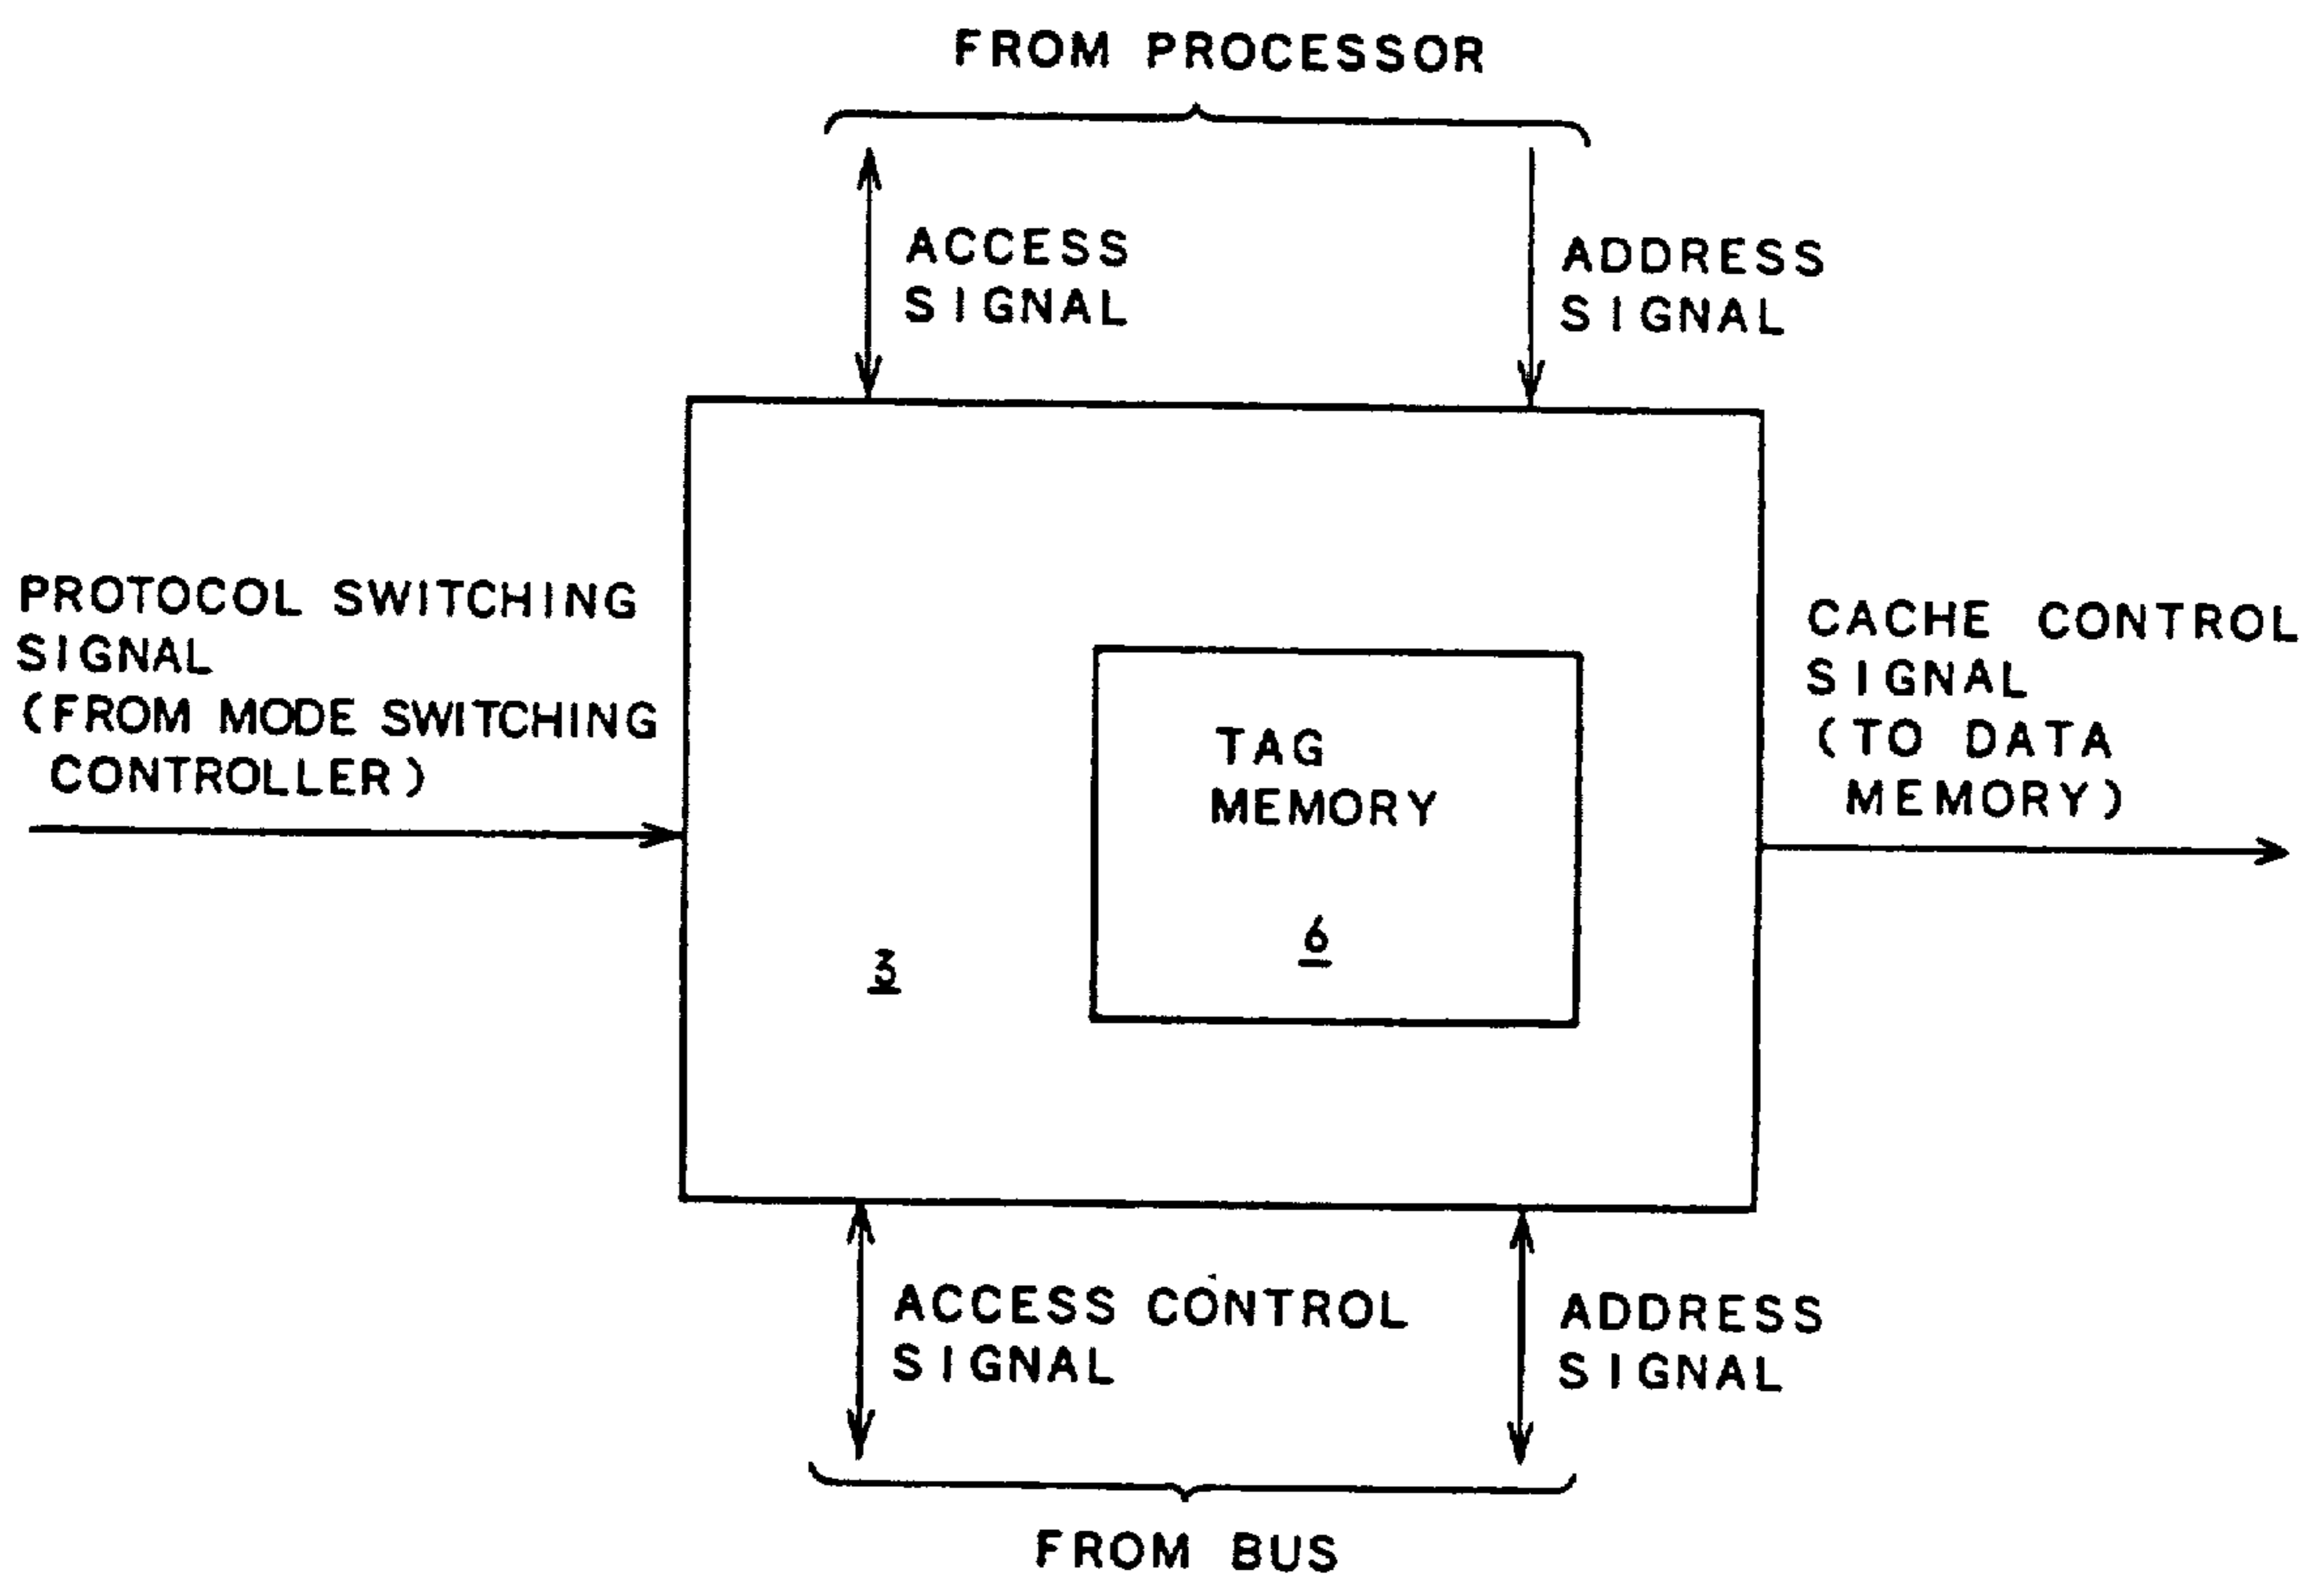 FROM PROCESSOR
ACCESS
SIGNAL
ADDRESS
SIGNAL
PROTOCOL SWITCHING
SIGNAL
(FROM MODE SWITCHING
CONTROLLER)
CACHE CONTROL
SIGNAL
(TO DATA
MEMORY)
TAG
MEMORY
6
3
ACCESS CONTROL
SIGNAL
ADDRESS
SIGNAL
FROM BUS